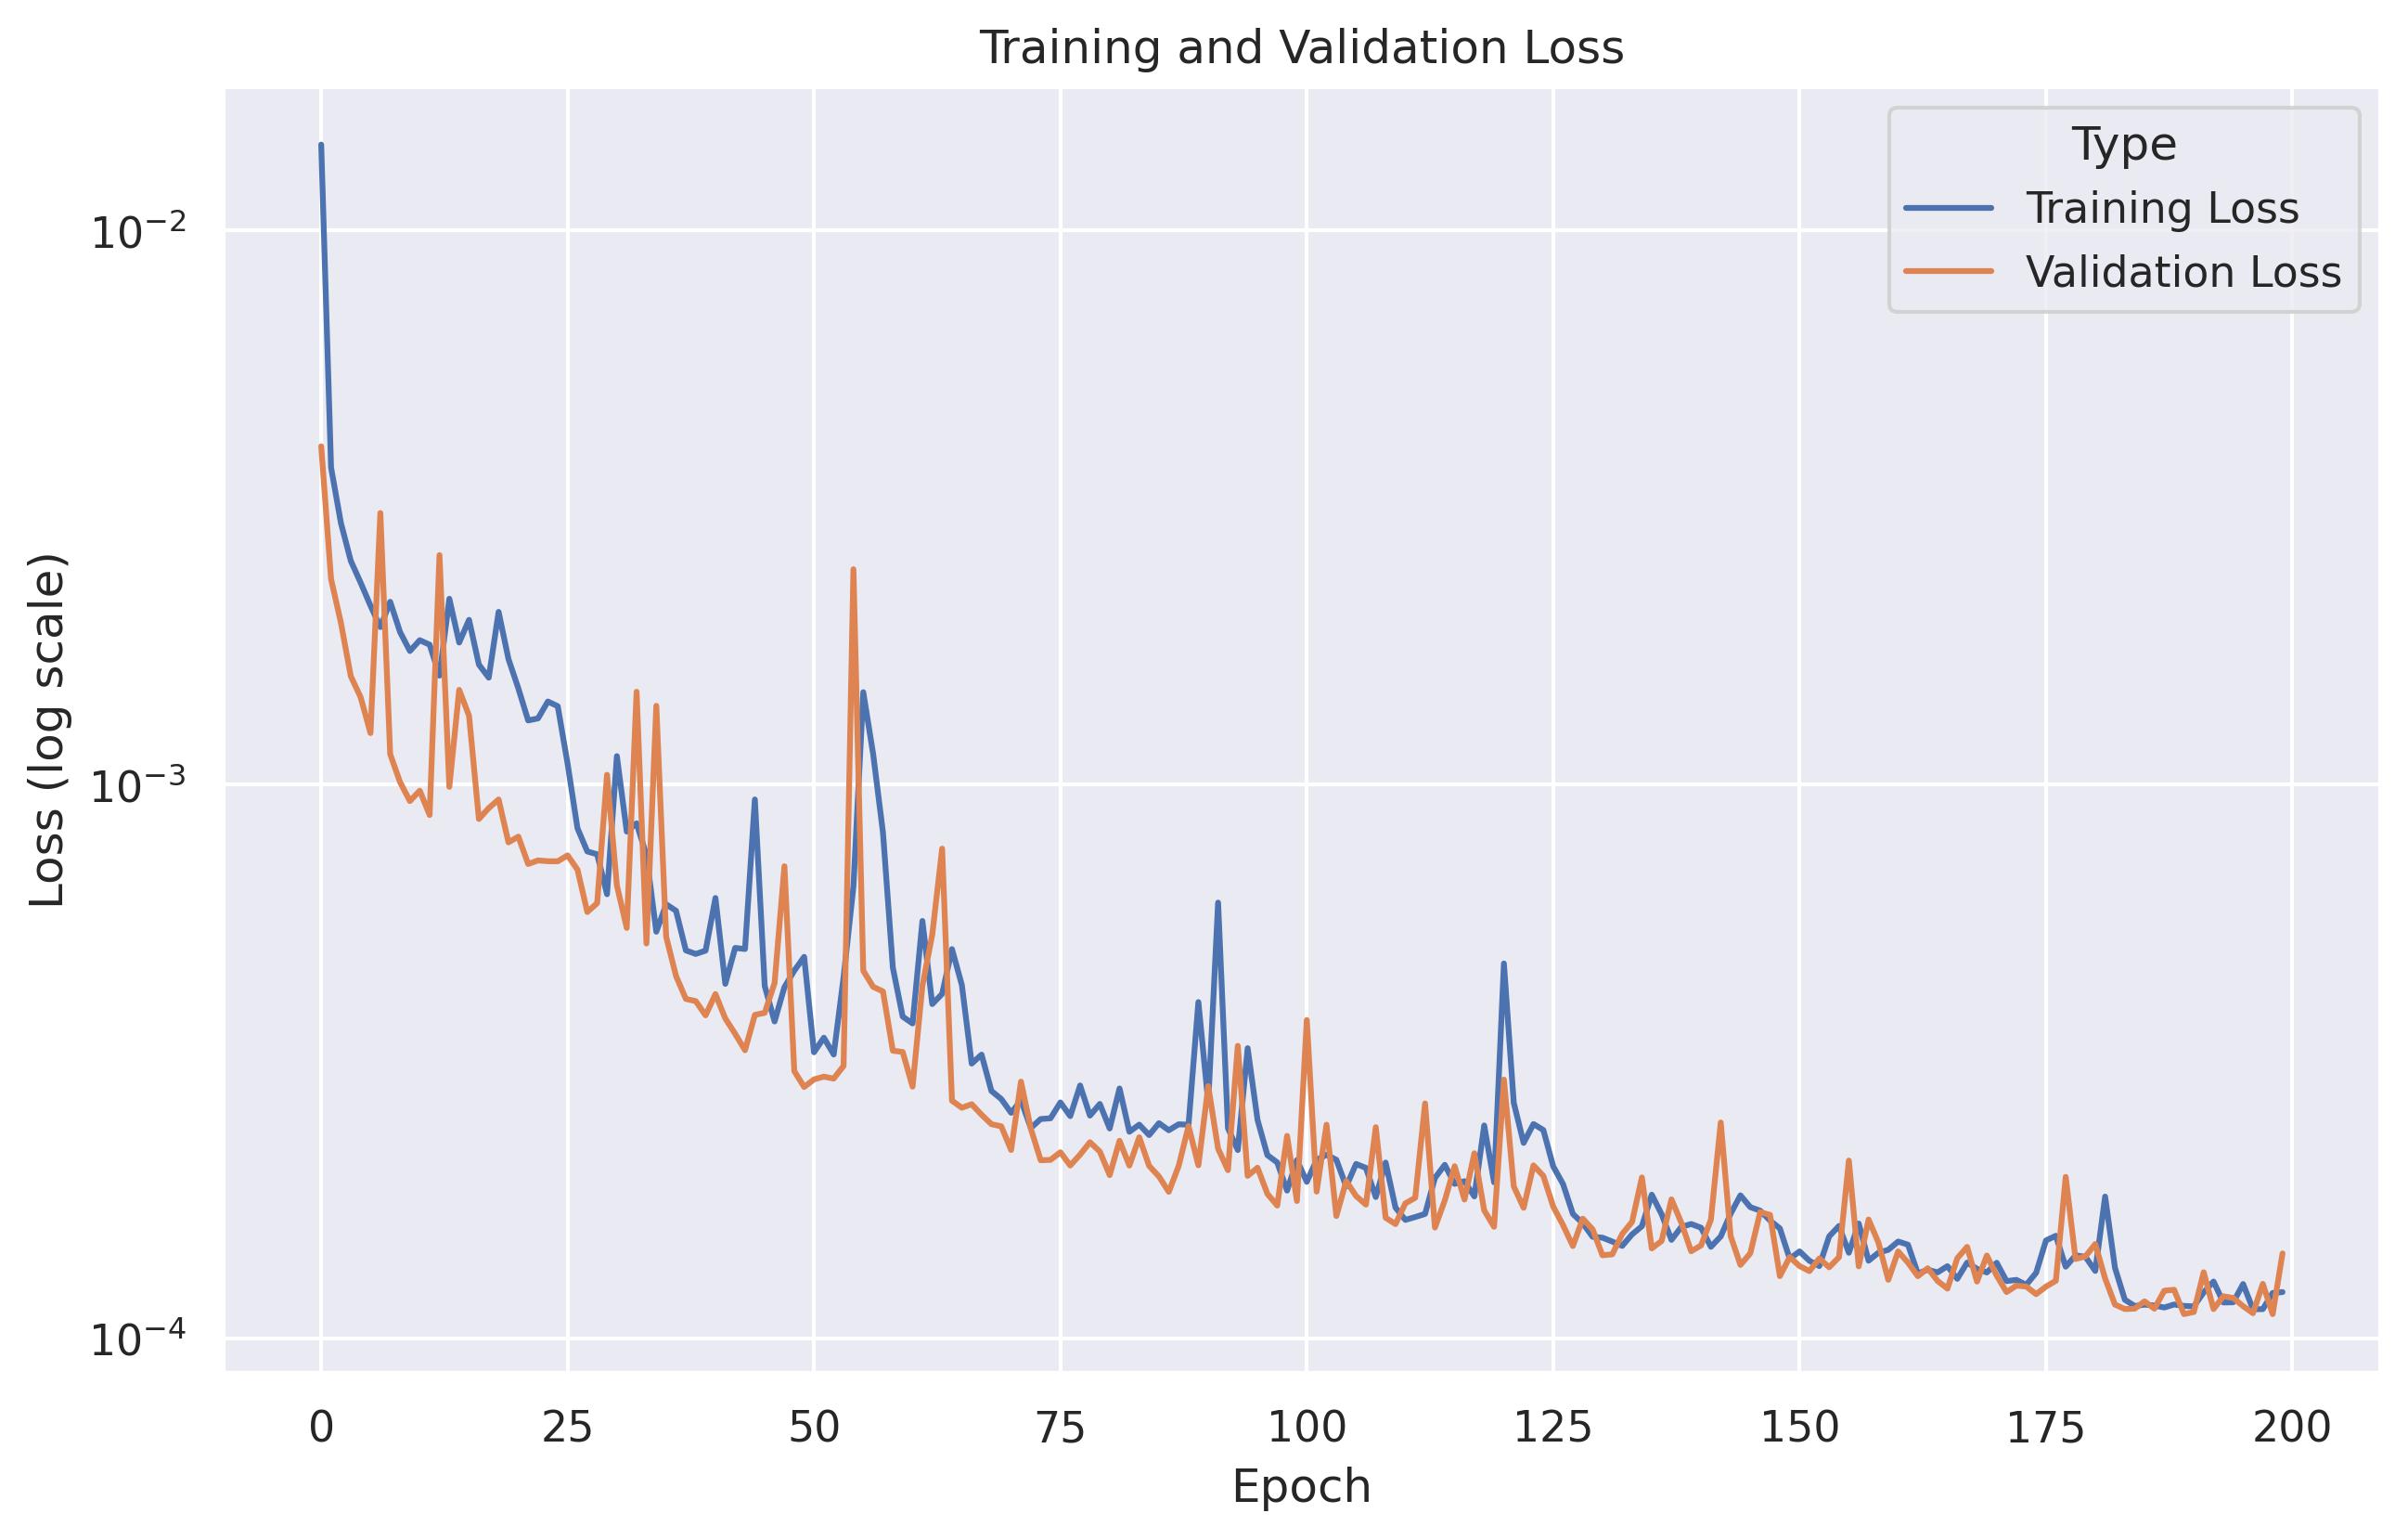 Training and Validation Loss
Type
Training Loss
Validation Loss
Loss (log scale)
10⁻²
10⁻³
10⁻⁴
0 25 50 75 100 125 150 175 200
Epoch